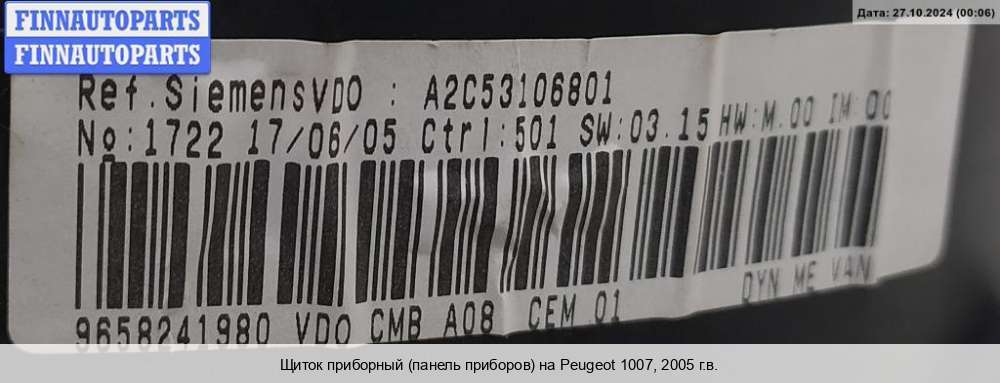 FINNAUTOPARTS
FINNAUTOPARTS
Дата: 27.10.2024 (00:06)
Ref.SiemensVDO : A2C53106801
No:1722 17/06/05 Ctrl:501 SW:03.15 HW:M.00 IM:00
DYN ME VAN
9658241980 VDO CMB A08 CEM 01
Щиток приборный (панель приборов) на Peugeot 1007, 2005 г.в.